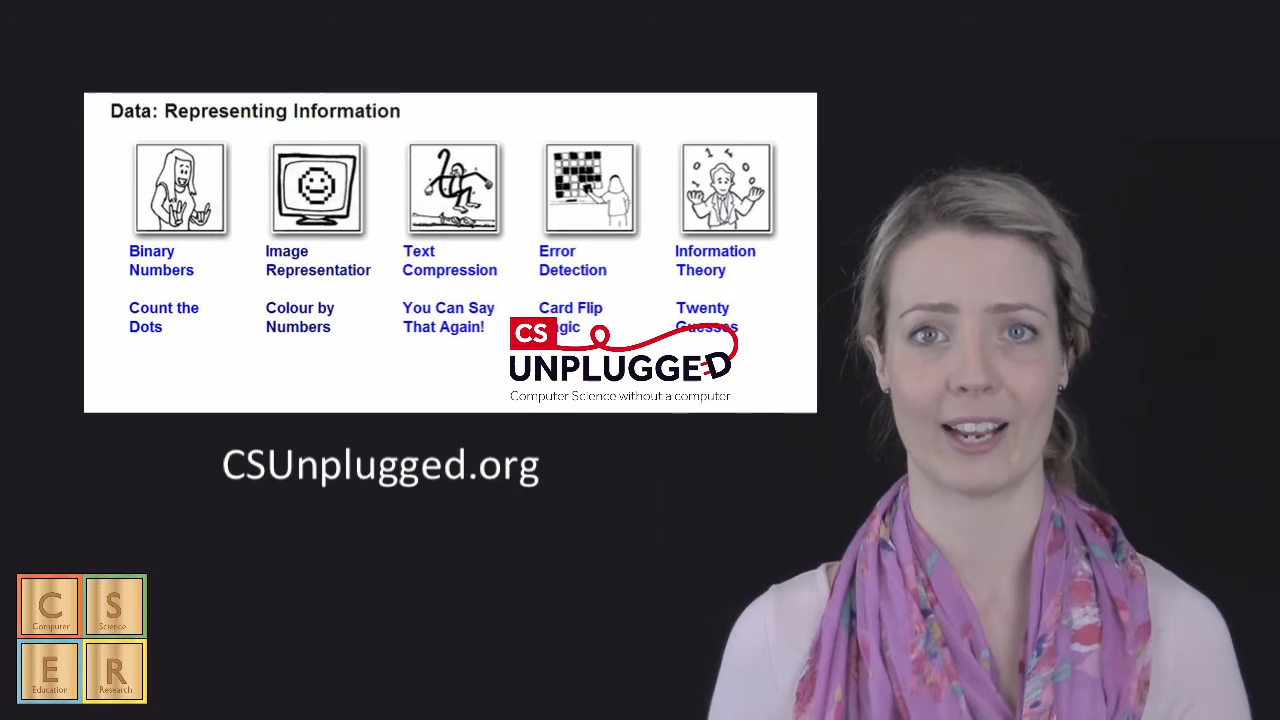 Data: Representing Information
Binary Numbers
Image Representation
Text Compression
Error Detection
Information Theory
Count the Dots
Colour by Numbers
You Can Say That Again!
Card Flip
Twenty Guesses
CS
UNPLUGGED
Computer Science without a computer
CSUnplugged.org
C
Computer
S
Science
E
Education
R
Research